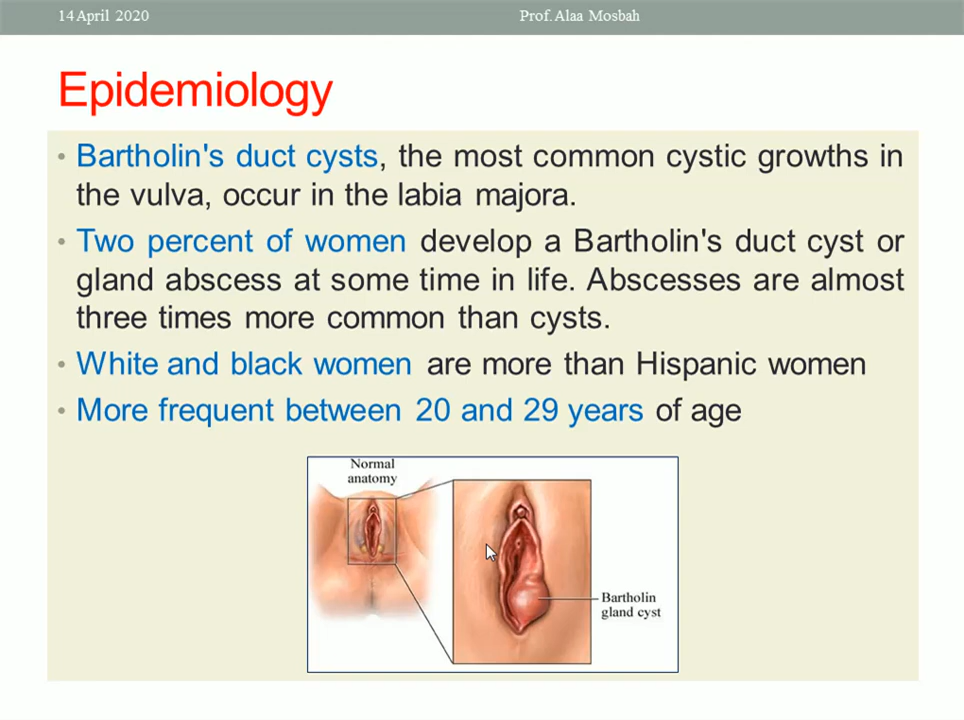 14 April 2020
Prof. Alaa Mosbah
Epidemiology
• Bartholin's duct cysts, the most common cystic growths in
the vulva, occur in the labia majora.
• Two percent of women develop a Bartholin's duct cyst or
gland abscess at some time in life. Abscesses are almost
three times more common than cysts.
• White and black women are more than Hispanic women
• More frequent between 20 and 29 years of age
Normal
anatomy
Bartholin
gland cyst